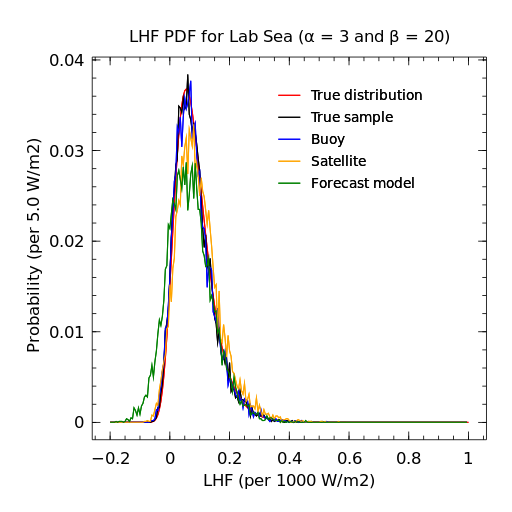 LHF PDF for Lab Sea (α = 3 and β = 20)
0.04
0.03
0.02
0.01
0
Probability (per 5.0 W/m2)
True distribution
True sample
Buoy
Satellite
Forecast model
−0.2 0 0.2 0.4 0.6 0.8 1
LHF (per 1000 W/m2)